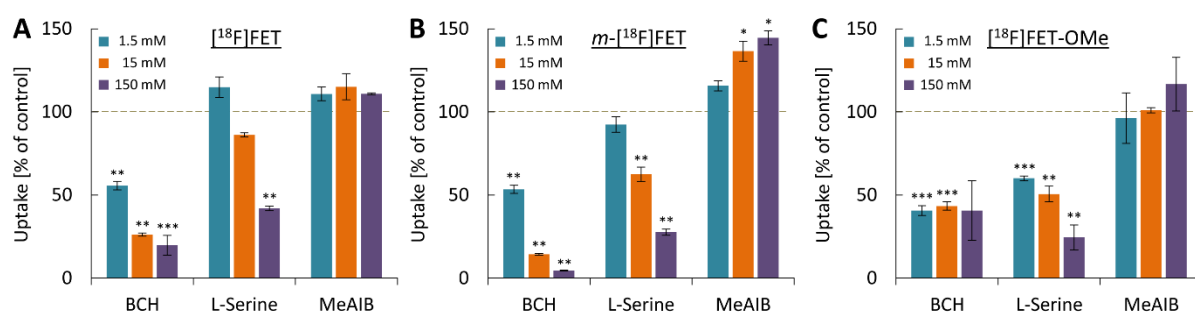 A
[¹⁸F]FET
Uptake [% of control]
150
100
50
0
1.5 mM
15 mM
150 mM
**
**
***
**
BCH
L-Serine
MeAIB
B
m-[¹⁸F]FET
Uptake [% of control]
150
100
50
0
1.5 mM
15 mM
150 mM
**
**
**
**
**
*
*
BCH
L-Serine
MeAIB
C
[¹⁸F]FET-OMe
Uptake [% of control]
150
100
50
0
1.5 mM
15 mM
150 mM
***
***
***
**
**
BCH
L-Serine
MeAIB